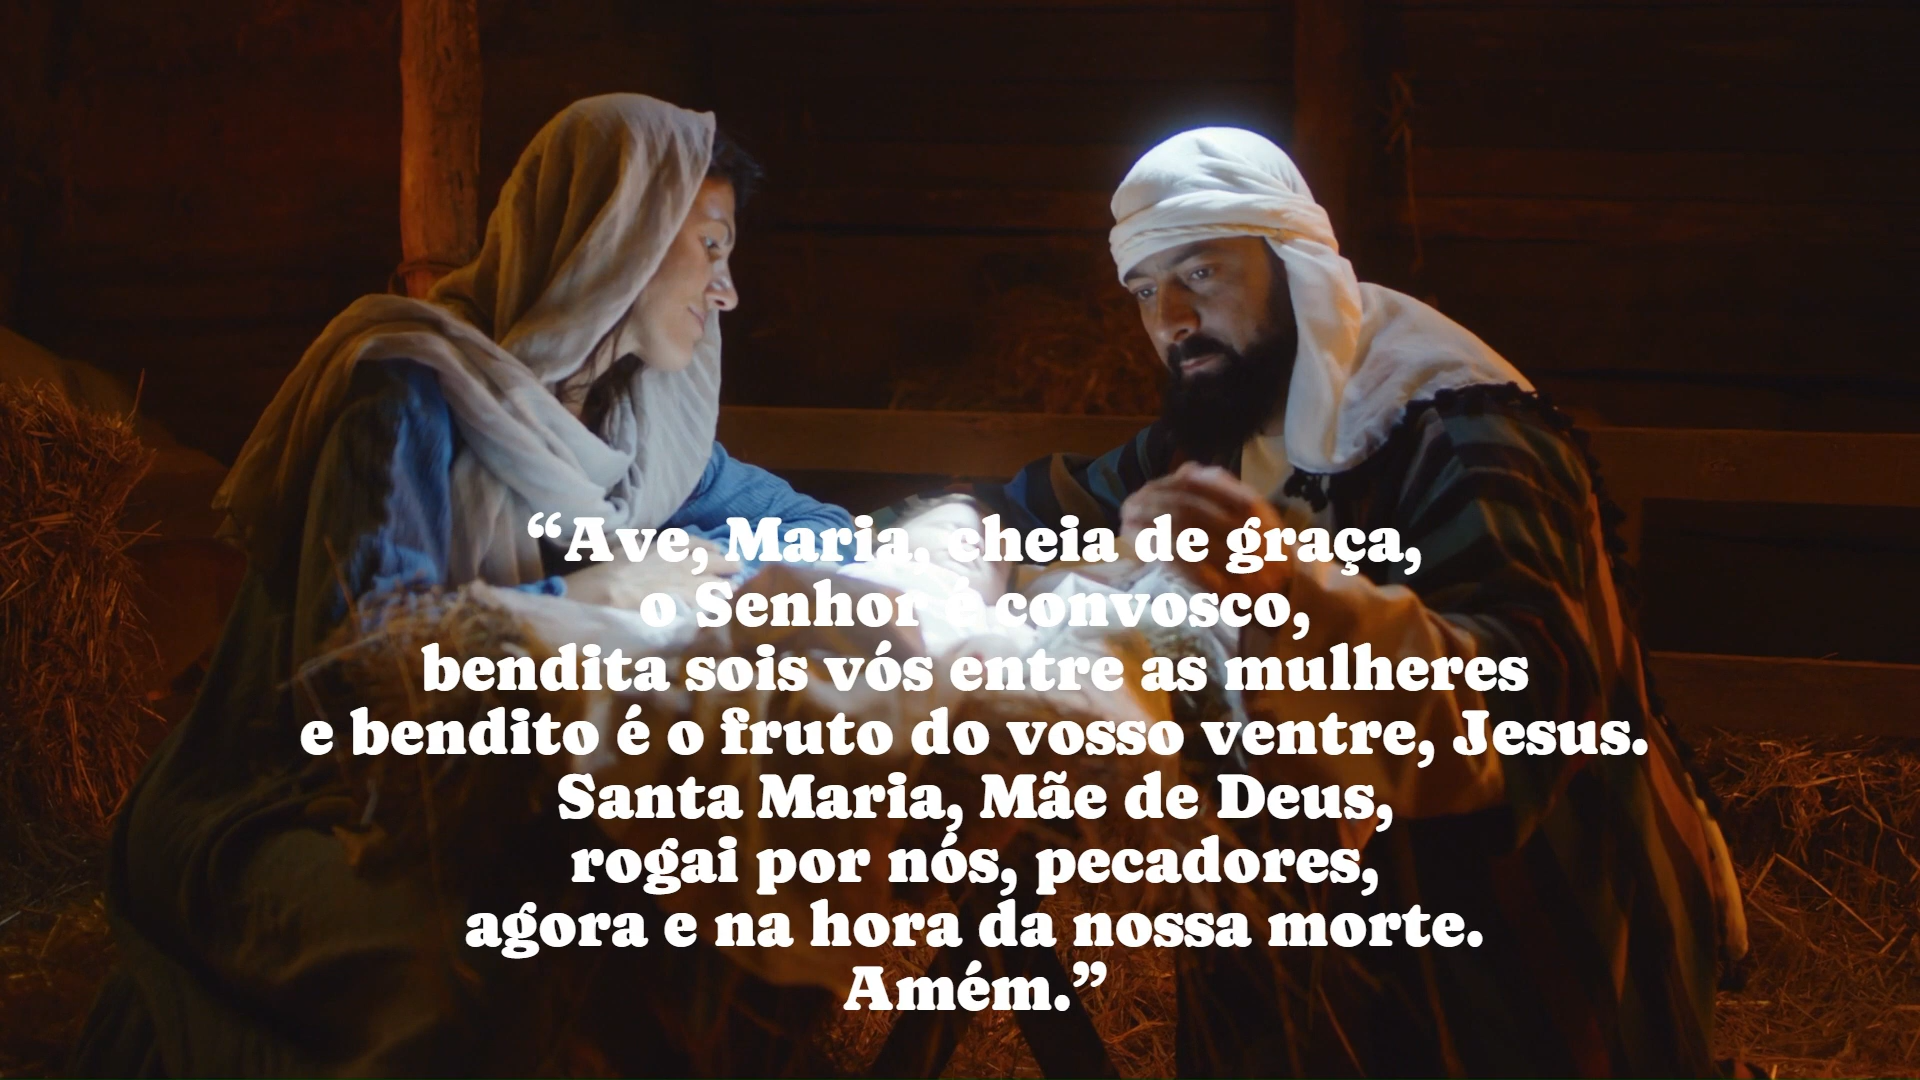 “Ave, Maria, cheia de graça,
o Senhor é convosco,
bendita sois vós entre as mulheres
e bendito é o fruto do vosso ventre, Jesus.
Santa Maria, Mãe de Deus,
rogai por nós, pecadores,
agora e na hora da nossa morte.
Amém.”